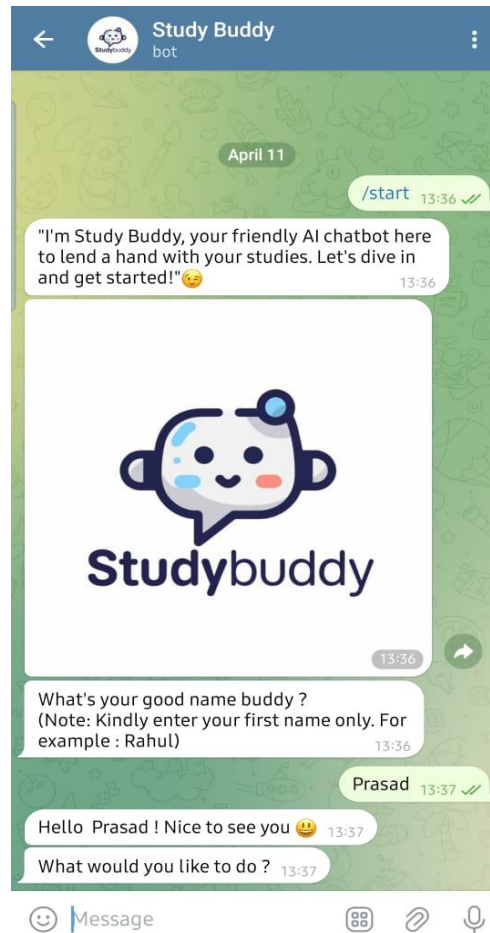 Study Buddy
bot
Studybuddy
April 11
/start 13:36
"I'm Study Buddy, your friendly AI chatbot here
to lend a hand with your studies. Let's dive in
and get started!"😉
13:36
Studybuddy
13:36
What's your good name buddy ?
(Note: Kindly enter your first name only. For
example : Rahul)
13:36
Prasad 13:37
Hello  Prasad ! Nice to see you 😃 13:37
What would you like to do ? 13:37
Message